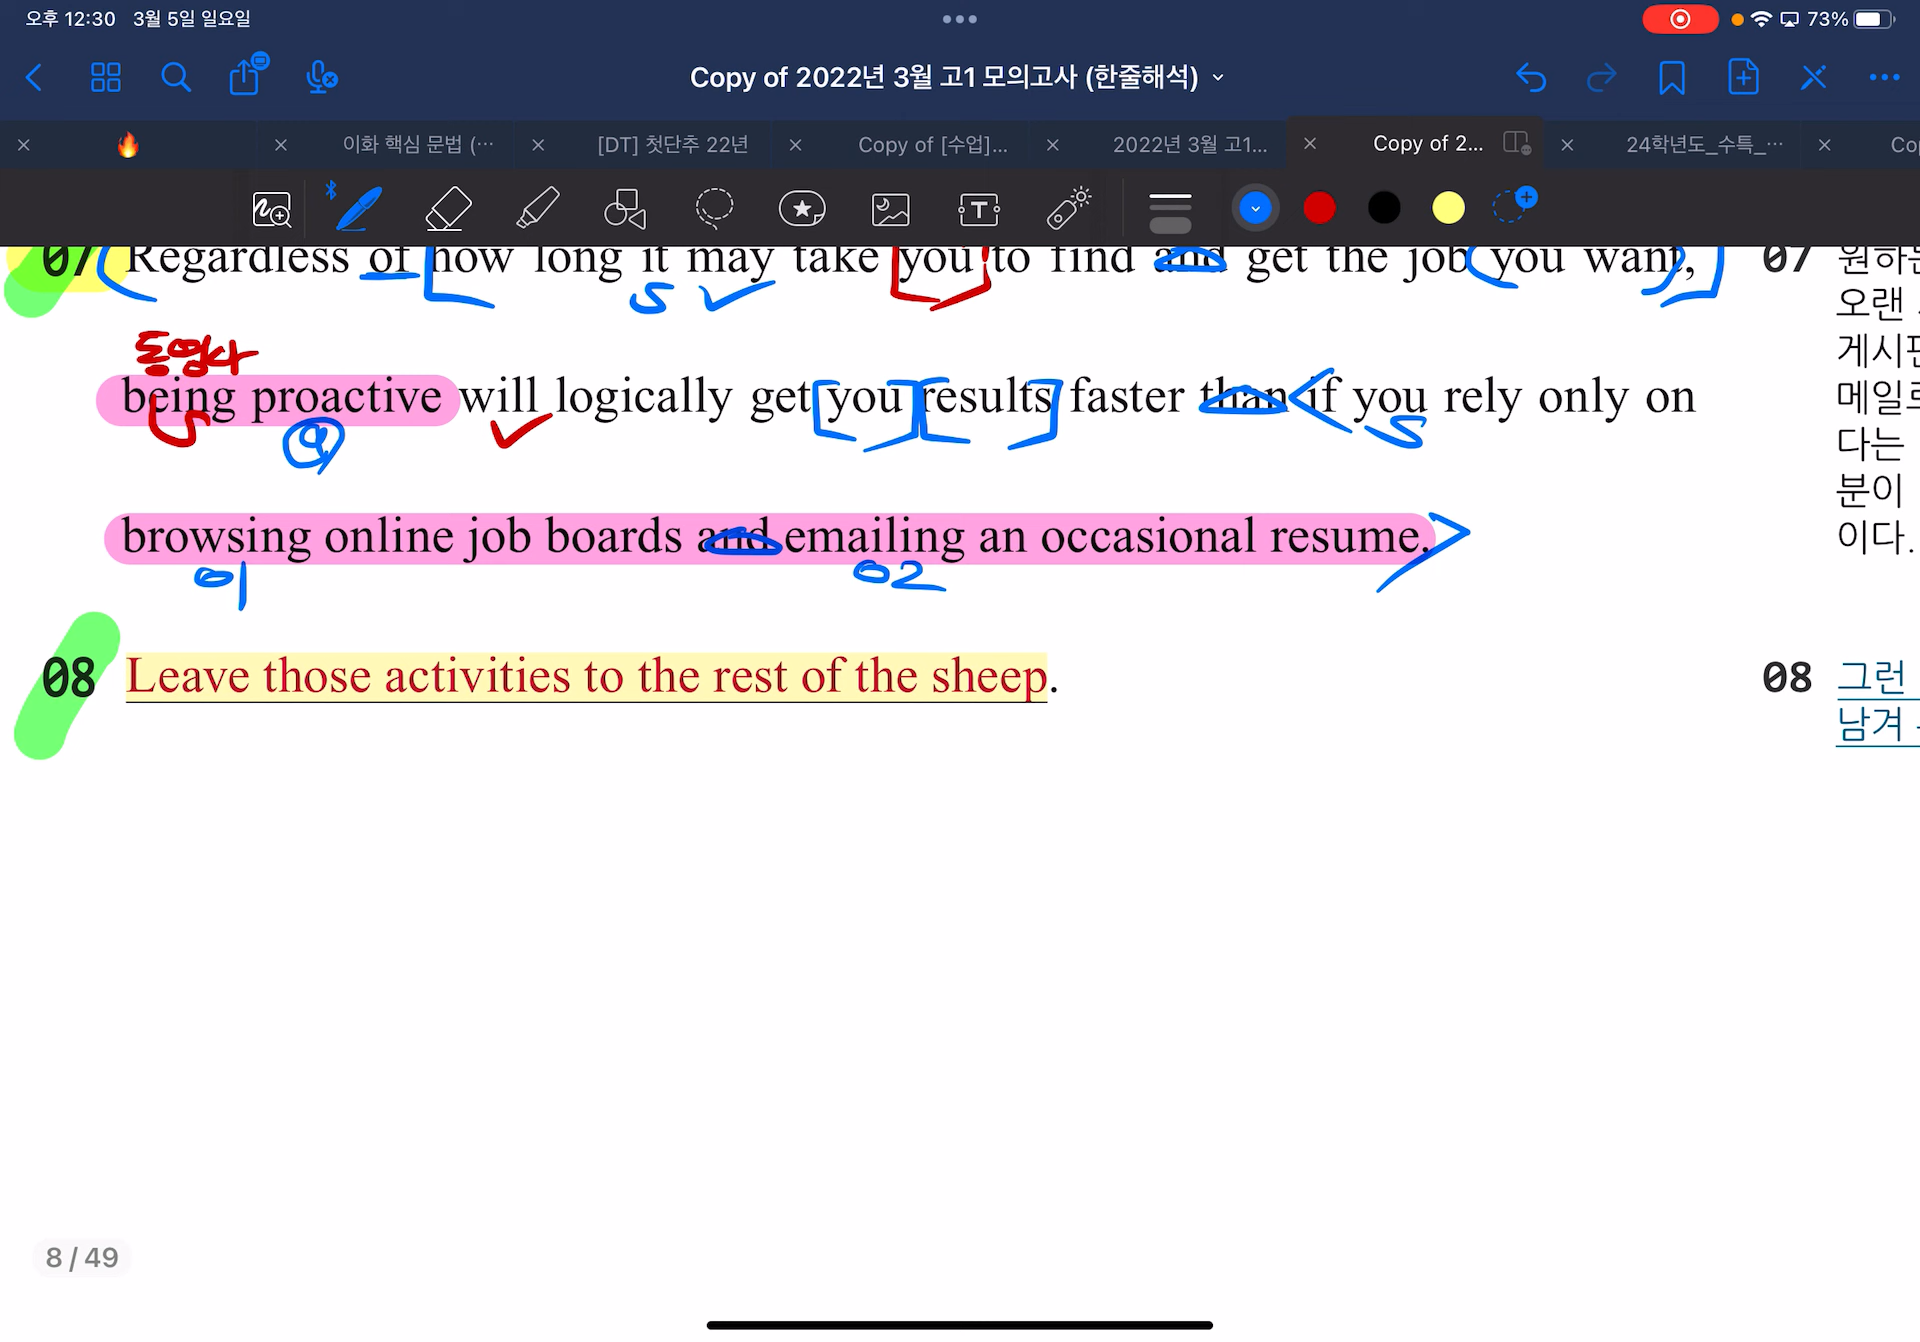 오후 12:30 3월 5일 일요일
73%
Copy of 2022년 3월 고1 모의고사 (한줄해석)
이화 핵심 문법 (…
[DT] 첫단추 22년
Copy of [수업]...
2022년 3월 고1...
Copy of 2...
24학년도_수특_…
07 Regardless of how long it may take you to find and get the job you want,
동명사
being proactive will logically get you results faster than if you rely only on
S
a
S
S
browsing online job boards and emailing an occasional resume.
01
02
08 Leave those activities to the rest of the sheep.
07
오랜
게시판
메일로
다는
분이
이다.
08 그런
남겨
8 / 49